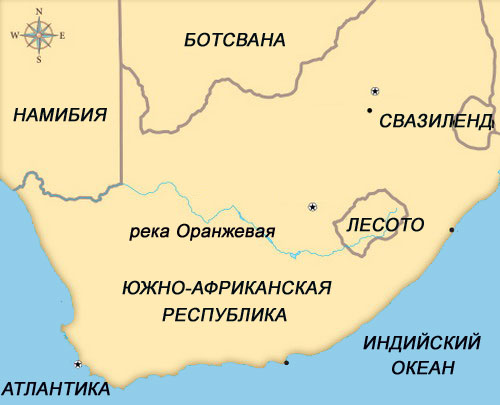 N
W E
S
БОТСВАНА
НАМИБИЯ
СВАЗИЛЕНД
река Оранжевая
ЛЕСОТО
ЮЖНО-АФРИКАНСКАЯ
РЕСПУБЛИКА
ИНДИЙСКИЙ
ОКЕАН
АТЛАНТИКА